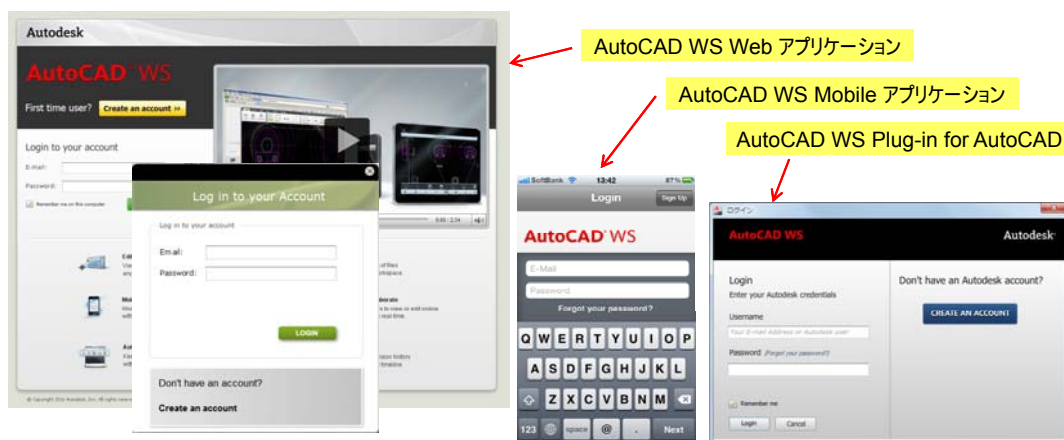 Autodesk
AutoCAD WS
First time user? Create an account »
Login to your account
E-mail:
Password:
Remember me on this computer
Log in to your Account
Log in to your account
Email:
Password:
LOGIN
Don't have an account?
Create an account
AutoCAD WS Web アプリケーション
AutoCAD WS Mobile アプリケーション
AutoCAD WS Plug-in for AutoCAD
SoftBank 13:42 87%
Login Sign Up
AutoCAD WS
E-Mail
Password
Forgot your password?
Q W E R T Y U I O P
A S D F G H J K L
Z X C V B N M
123 space @ . Next
ログイン
AutoCAD WS Autodesk
Login
Enter your Autodesk credentials
Username
Your E-mail Address or Autodesk user
Password (Forgot your password?)
Remember me
Login Cancel
Don't have an Autodesk account?
CREATE AN ACCOUNT